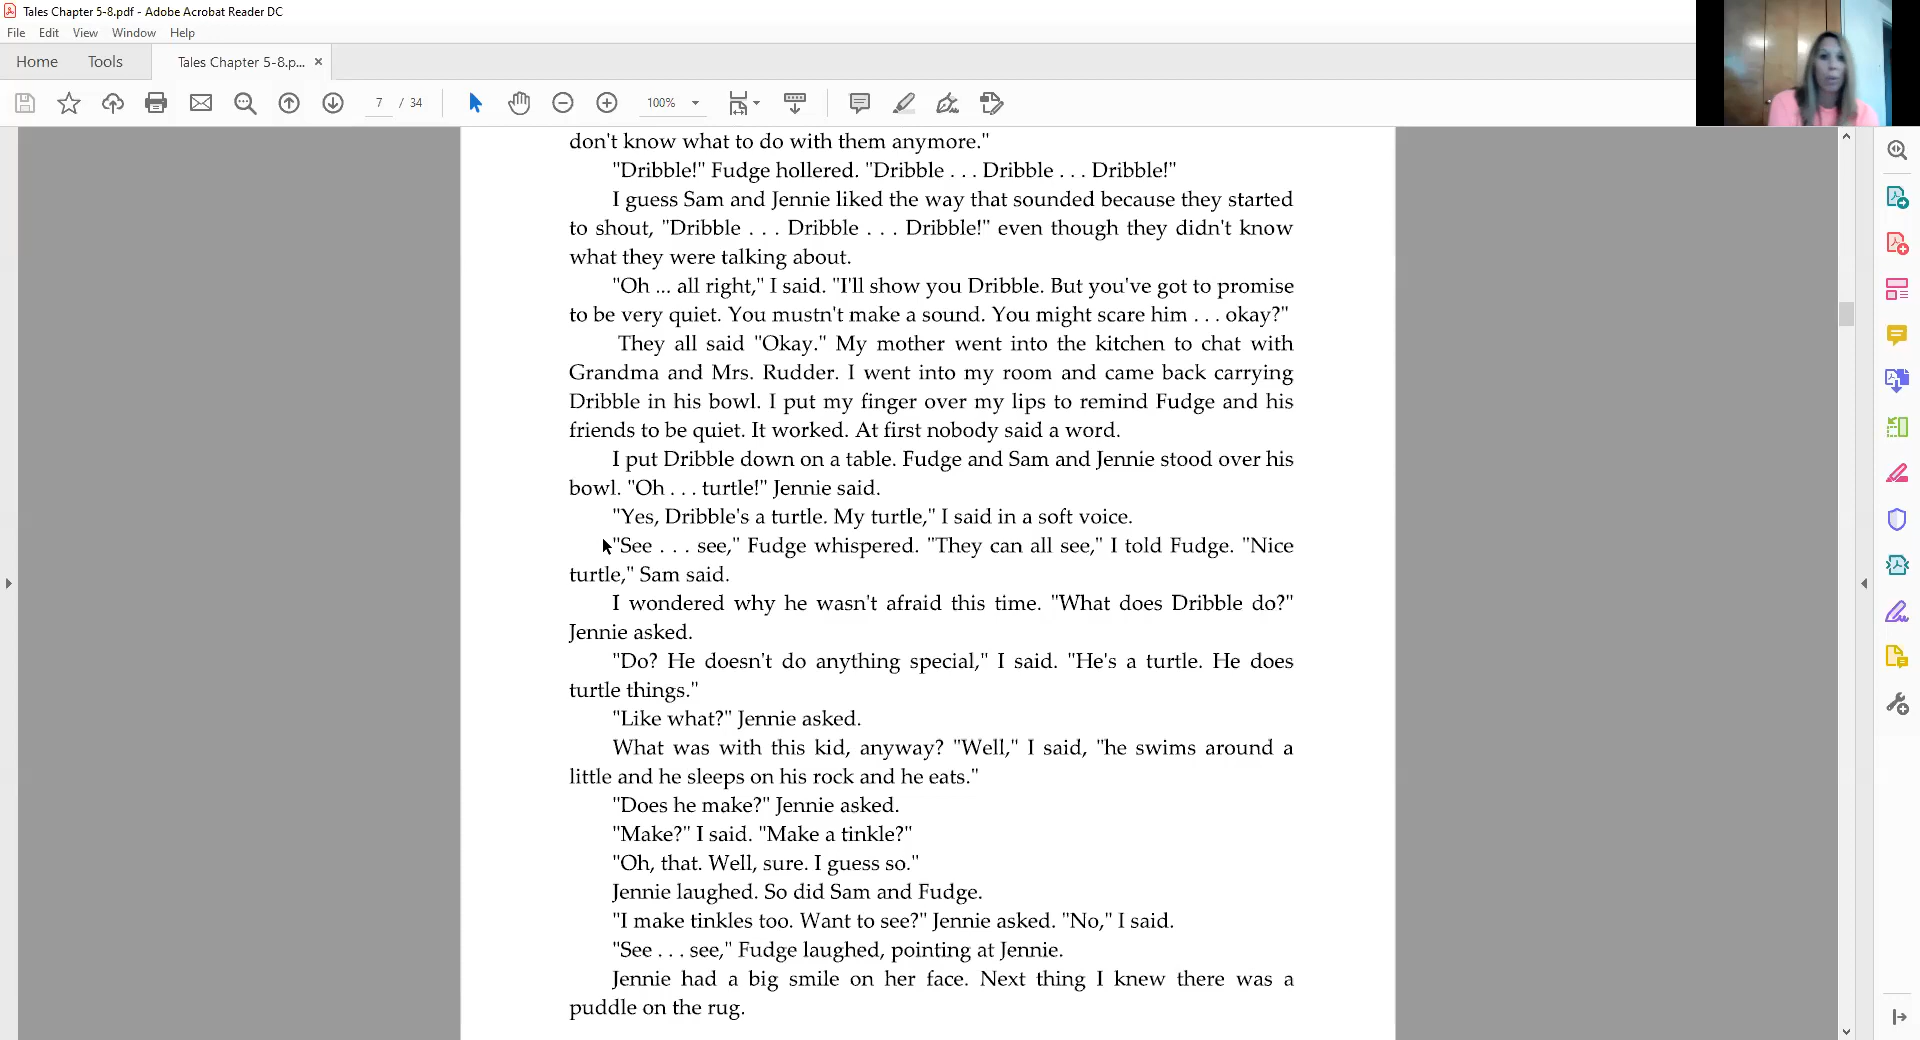 Tales Chapter 5-8.pdf - Adobe Acrobat Reader DC
File Edit View Window Help
Home Tools Tales Chapter 5-8.p... ×
7 / 34 100%
don't know what to do with them anymore."
"Dribble!" Fudge hollered. "Dribble . . . Dribble . . . Dribble!"
I guess Sam and Jennie liked the way that sounded because they started
to shout, "Dribble . . . Dribble . . . Dribble!" even though they didn't know
what they were talking about.
"Oh ... all right," I said. "I'll show you Dribble. But you've got to promise
to be very quiet. You mustn't make a sound. You might scare him . . . okay?"
They all said "Okay." My mother went into the kitchen to chat with
Grandma and Mrs. Rudder. I went into my room and came back carrying
Dribble in his bowl. I put my finger over my lips to remind Fudge and his
friends to be quiet. It worked. At first nobody said a word.
I put Dribble down on a table. Fudge and Sam and Jennie stood over his
bowl. "Oh . . . turtle!" Jennie said.
"Yes, Dribble's a turtle. My turtle," I said in a soft voice.
"See . . . see," Fudge whispered. "They can all see," I told Fudge. "Nice
turtle," Sam said.
I wondered why he wasn't afraid this time. "What does Dribble do?"
Jennie asked.
"Do? He doesn't do anything special," I said. "He's a turtle. He does
turtle things."
"Like what?" Jennie asked.
What was with this kid, anyway? "Well," I said, "he swims around a
little and he sleeps on his rock and he eats."
"Does he make?" Jennie asked.
"Make?" I said. "Make a tinkle?"
"Oh, that. Well, sure. I guess so."
Jennie laughed. So did Sam and Fudge.
"I make tinkles too. Want to see?" Jennie asked. "No," I said.
"See . . . see," Fudge laughed, pointing at Jennie.
Jennie had a big smile on her face. Next thing I knew there was a
puddle on the rug.